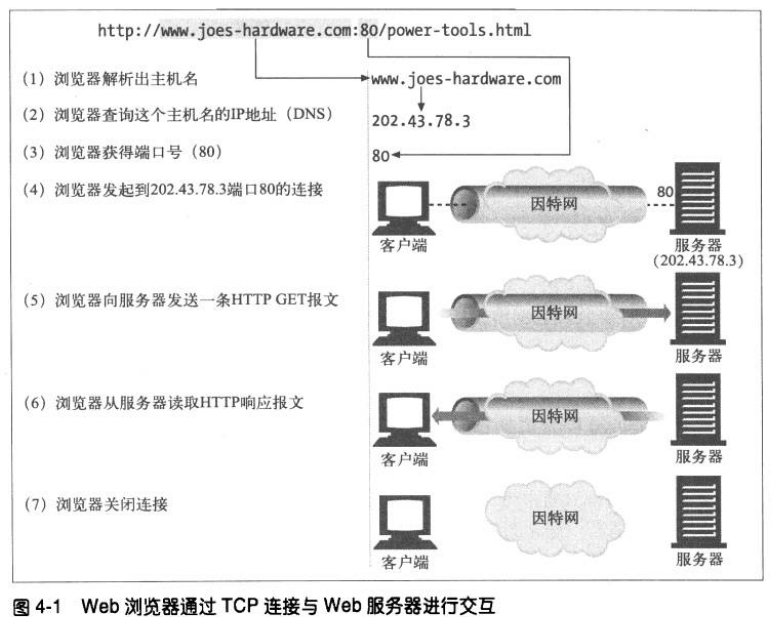 http://www.joes-hardware.com:80/power-tools.html
(1) 浏览器解析出主机名
www.joes-hardware.com
(2) 浏览器查询这个主机名的IP地址（DNS）
202.43.78.3
(3) 浏览器获得端口号（80）
80
(4) 浏览器发起到202.43.78.3端口80的连接
因特网
80
客户端
服务器
(202.43.78.3)
(5) 浏览器向服务器发送一条HTTP GET报文
因特网
客户端
服务器
(6) 浏览器从服务器读取HTTP响应报文
因特网
客户端
服务器
(7) 浏览器关闭连接
因特网
客户端
服务器
图 4-1 Web 浏览器通过 TCP 连接与 Web 服务器进行交互